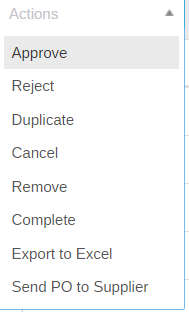 Actions
Approve
Reject
Duplicate
Cancel
Remove
Complete
Export to Excel
Send PO to Supplier